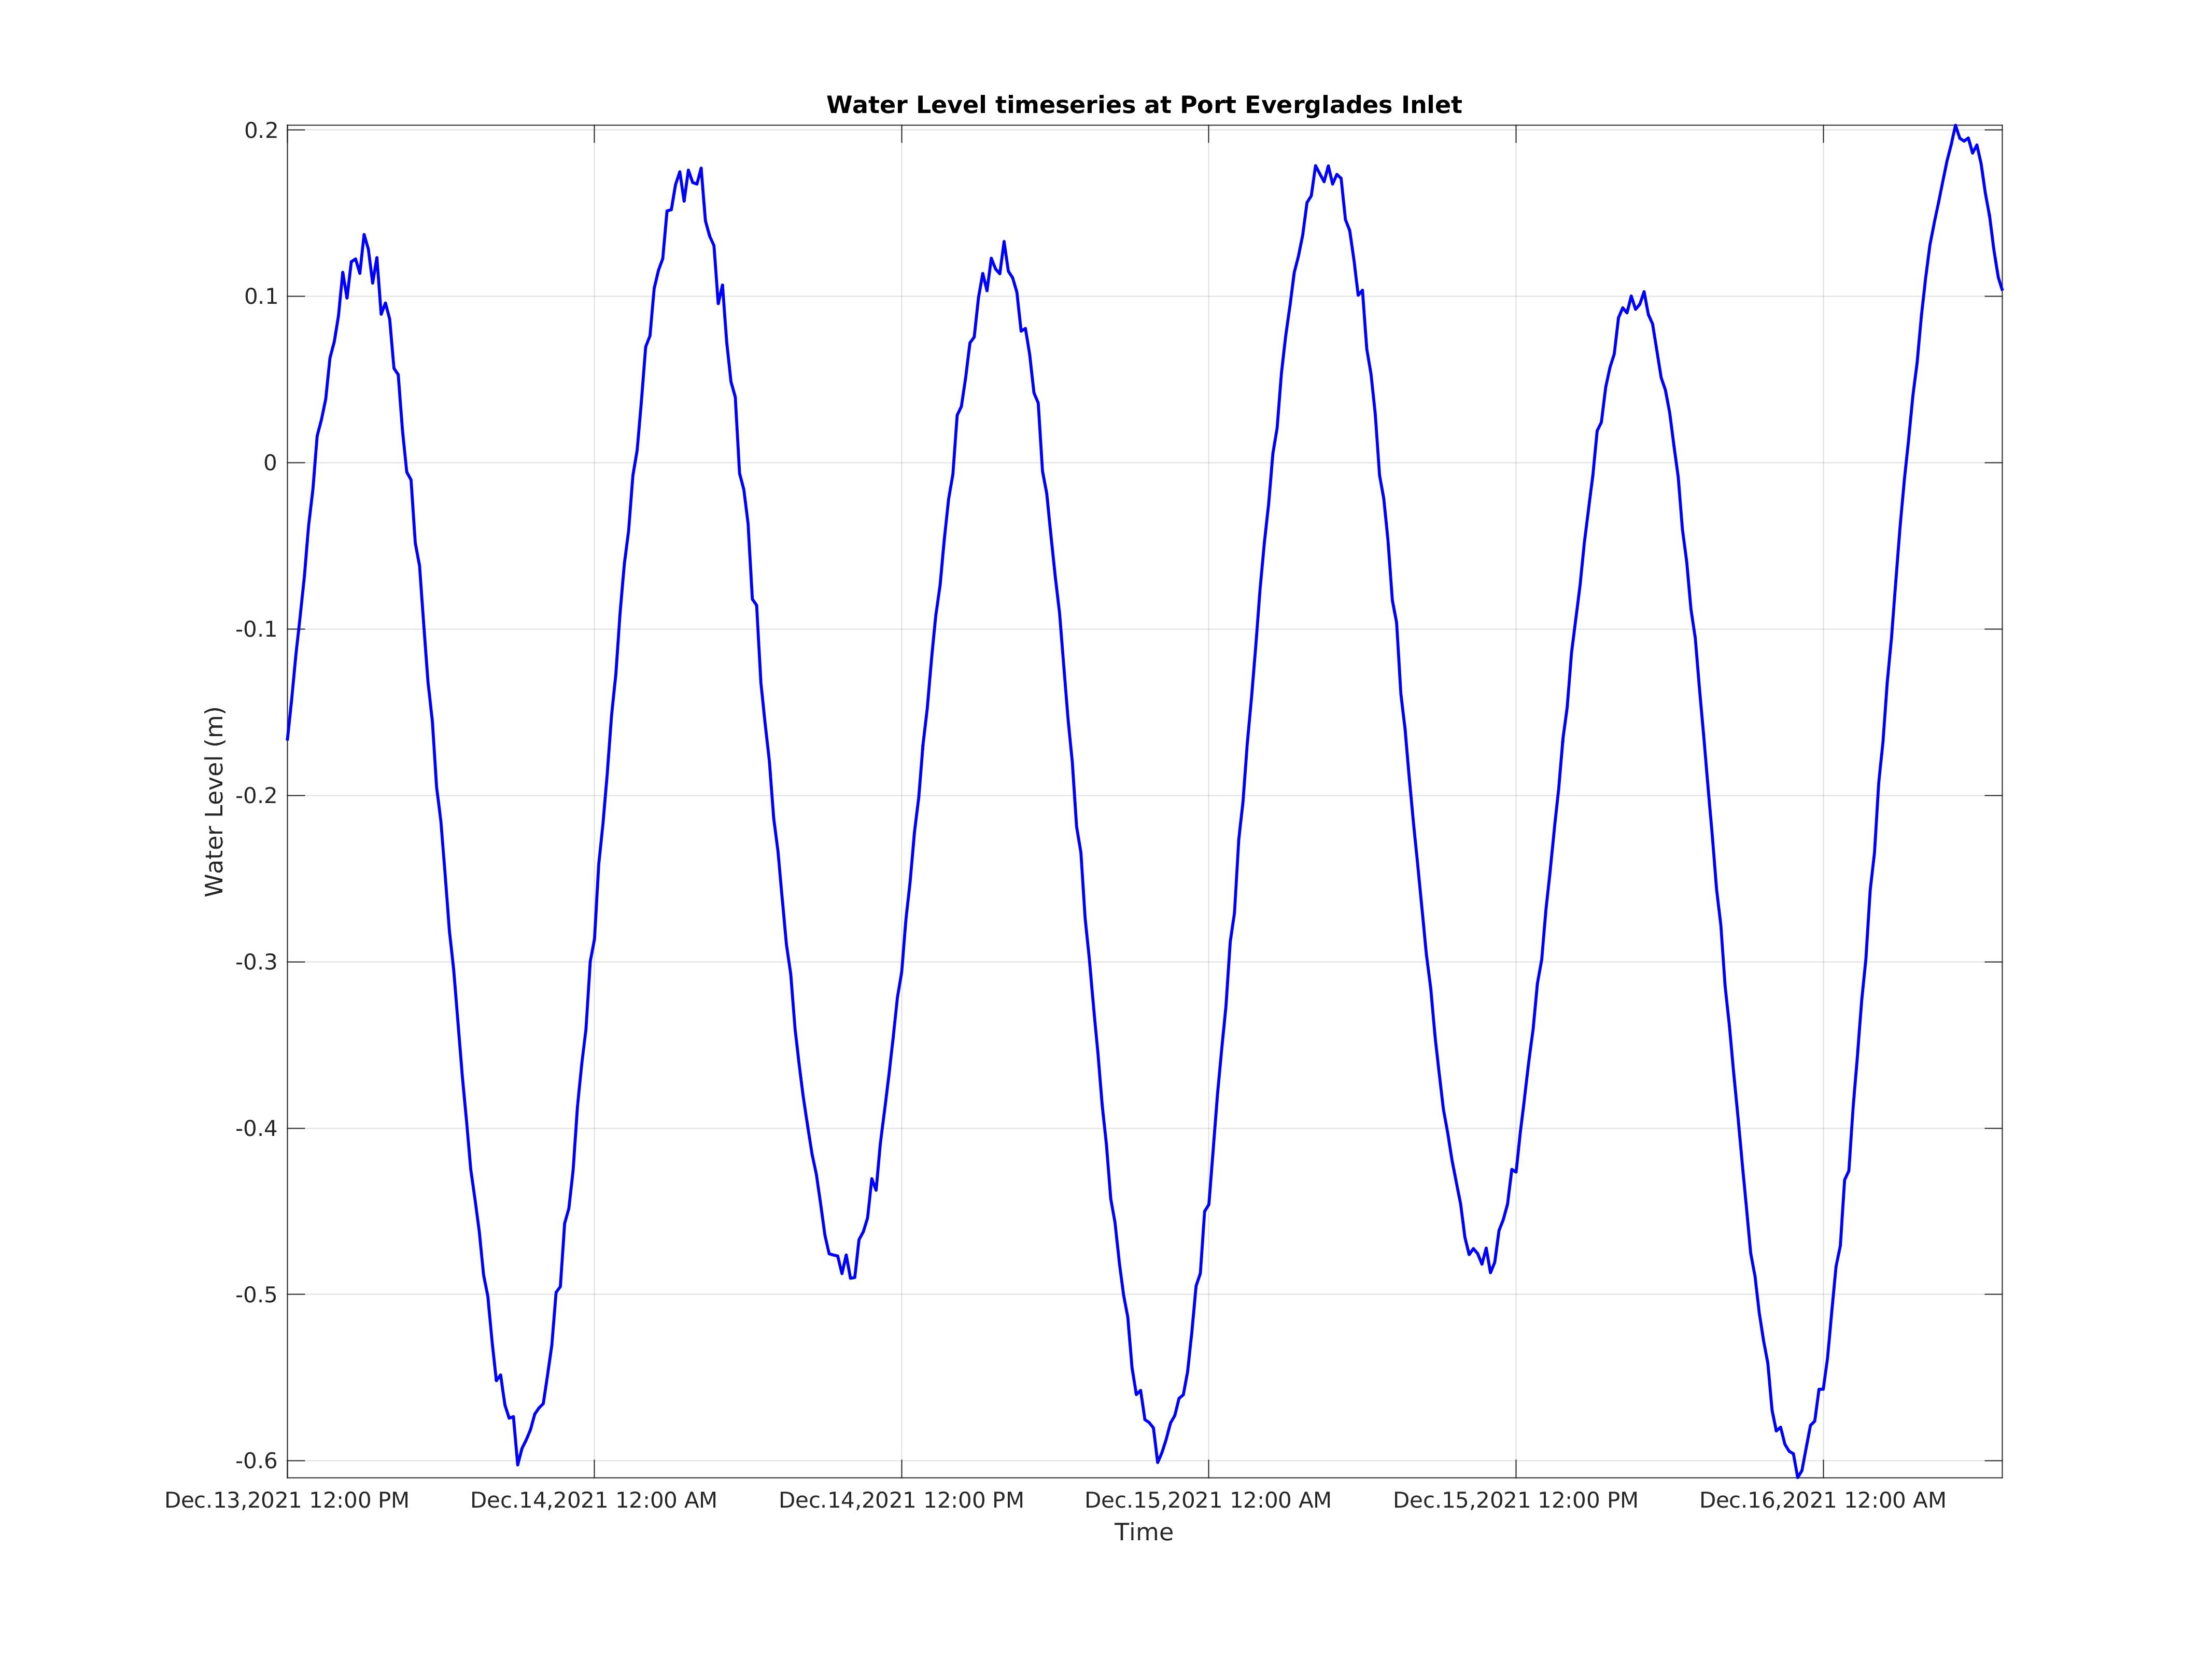 Water Level timeseries at Port Everglades Inlet
0.2
0.1
0
-0.1
-0.2
-0.3
-0.4
-0.5
-0.6
Water Level (m)
Dec.13,2021 12:00 PM Dec.14,2021 12:00 AM Dec.14,2021 12:00 PM Dec.15,2021 12:00 AM Dec.15,2021 12:00 PM Dec.16,2021 12:00 AM
Time